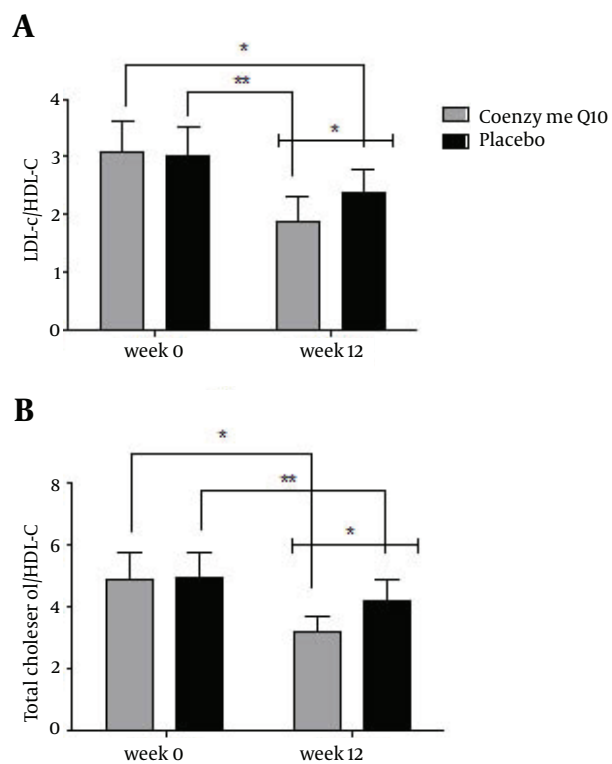 A
*
**
*
4
3
2
1
0
LDL-c/HDL-C
week 0
week 12
Coenzy me Q10
Placebo
B
*
**
*
8
6
4
2
0
Total choleser ol/HDL-C
week 0
week 12